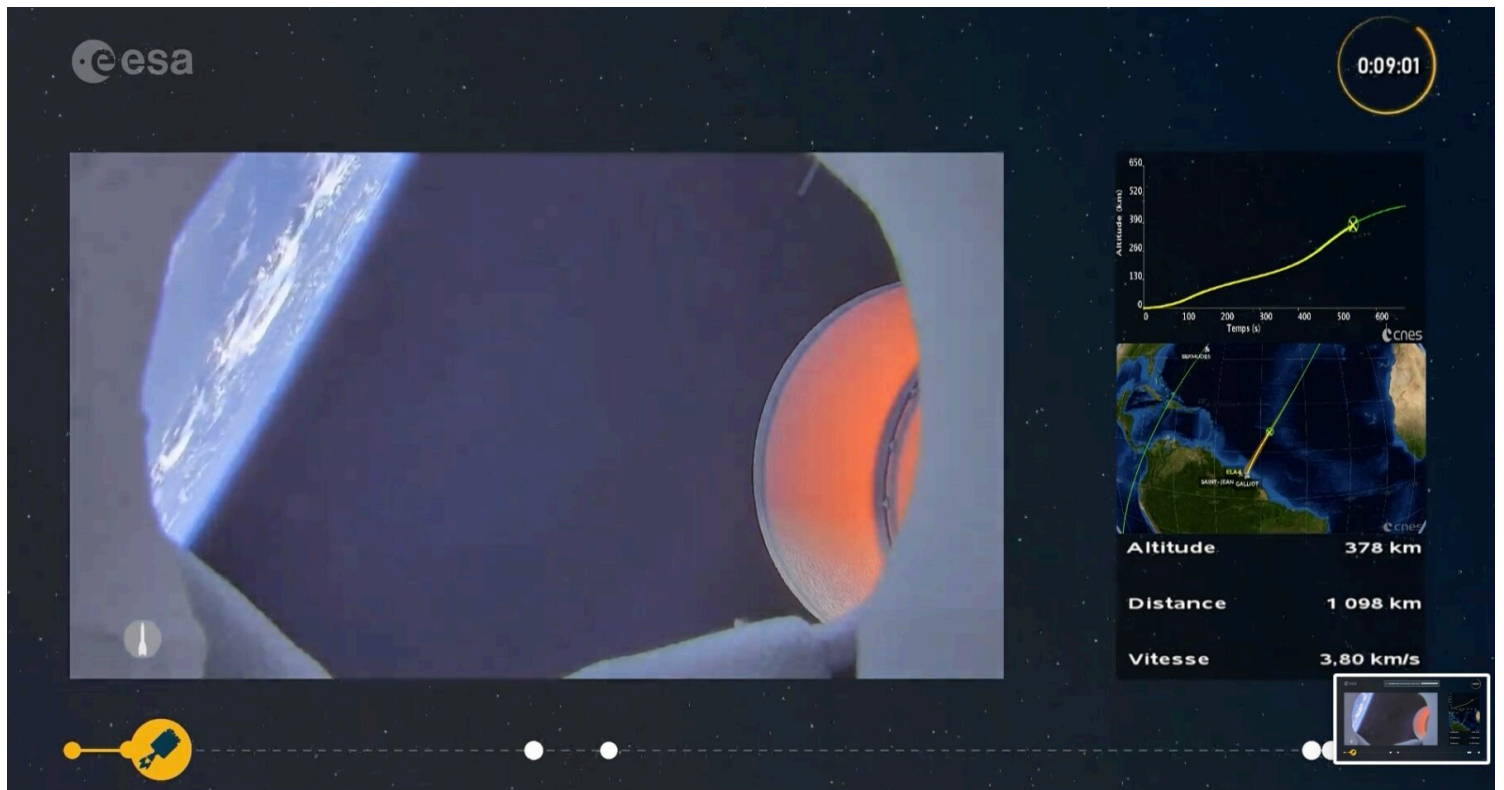 esa
0:09:01
650
520
390
260
130
0
Altitude (km)
0 100 200 300 400 500 600
Temps (s)
cnes
BERMUDES
ELA4
SAINT-JEAN GALLIOT
cnes
Altitude 378 km
Distance 1 098 km
Vitesse 3,80 km/s